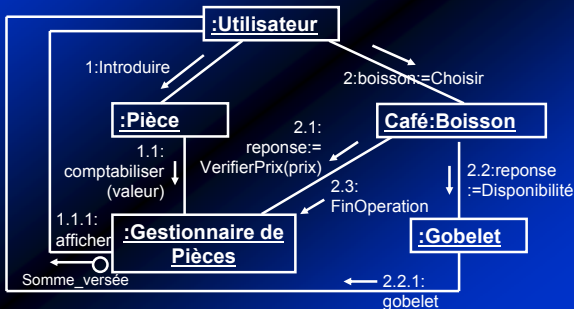 :Utilisateur
1:Introduire
2:boisson:=Choisir
:Pièce
2.1:
reponse:=
VerifierPrix(prix)
Café:Boisson
1.1:
comptabiliser
(valeur)
2.3:
FinOperation
2.2:reponse
:=Disponibilité
1.1.1:
afficher
:Gestionnaire de
Pièces
:Gobelet
Somme_versée
2.2.1:
gobelet